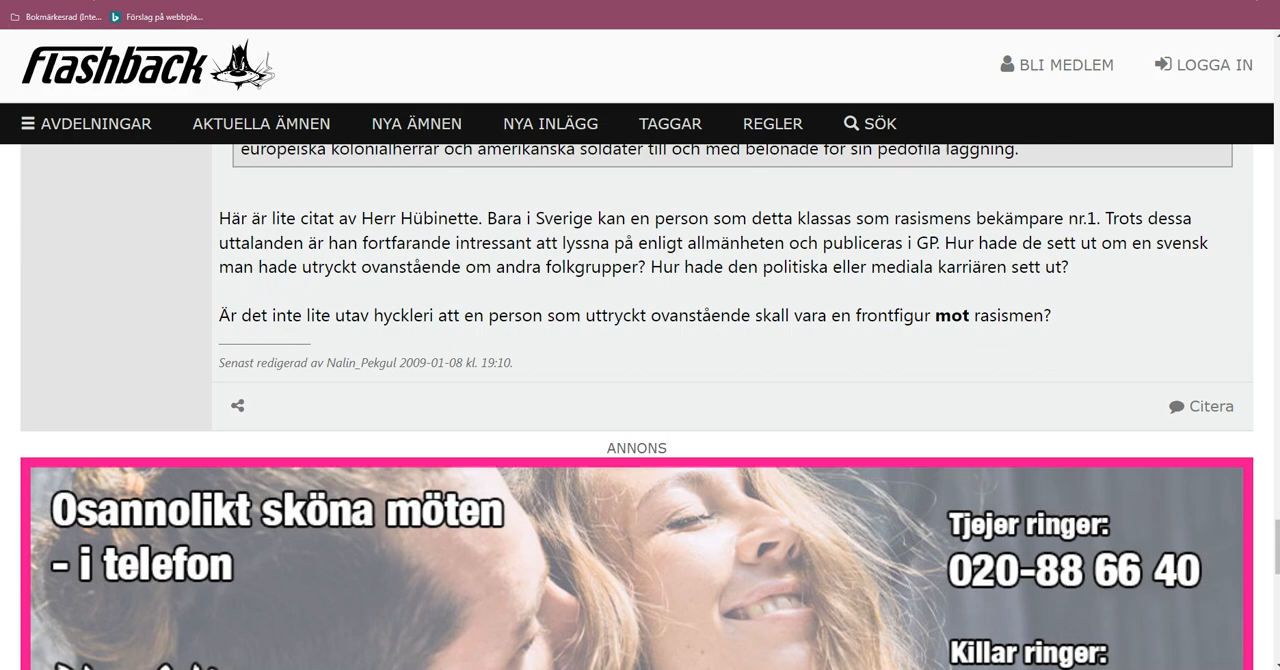 Bokmärkesrad (Inte...
Förslag på webbpla...
flashback
BLI MEDLEM
LOGGA IN
AVDELNINGAR
AKTUELLA ÄMNEN
NYA ÄMNEN
NYA INLÄGG
TAGGAR
REGLER
SÖK
europeiska kolonialherrar och amerikanska soldater till och med belönade för sin pedofila läggning.
Här är lite citat av Herr Hübinette. Bara i Sverige kan en person som detta klassas som rasismens bekämpare nr.1. Trots dessa
uttalanden är han fortfarande intressant att lyssna på enligt allmänheten och publiceras i GP. Hur hade de sett ut om en svensk
man hade utryckt ovanstående om andra folkgrupper? Hur hade den politiska eller mediala karriären sett ut?
Är det inte lite utav hyckleri att en person som uttryckt ovanstående skall vara en frontfigur mot rasismen?
Senast redigerad av Nalin_Pekgul 2009-01-08 kl. 19:10.
Citera
ANNONS
Osannolikt sköna möten
- i telefon
Tjejer ringer:
020-88 66 40
Killar ringer: